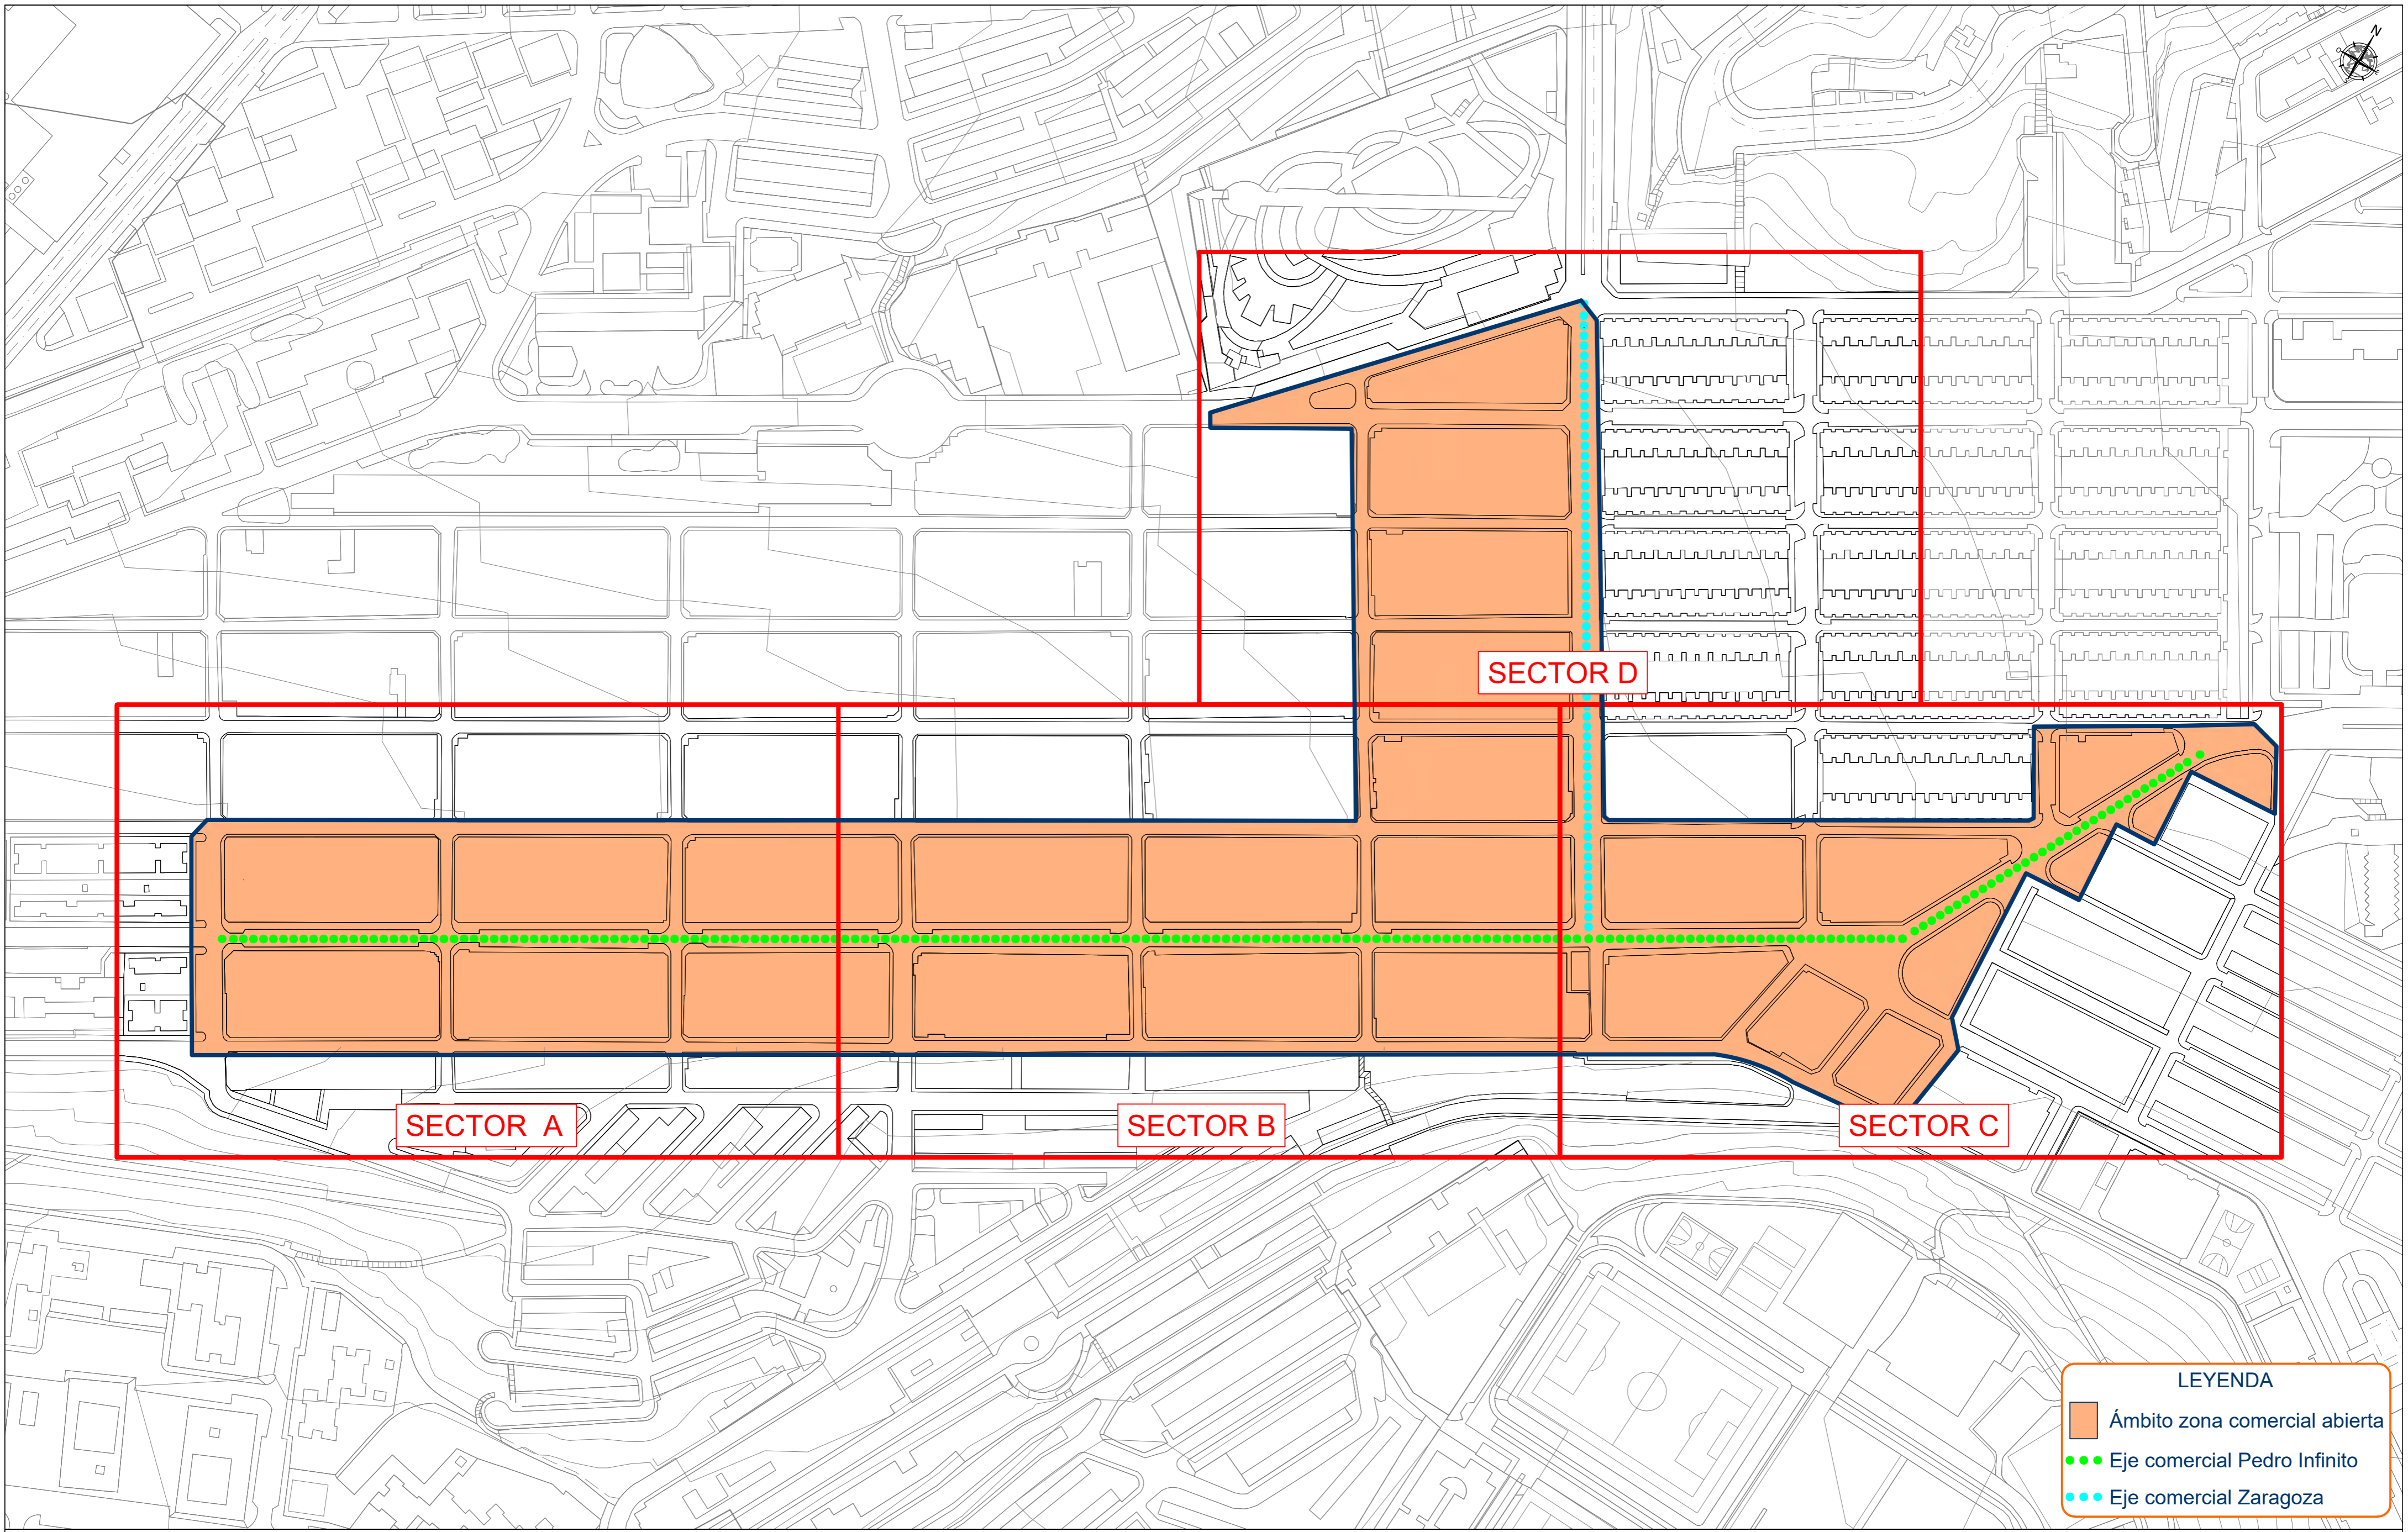 N
SECTOR D
SECTOR A
SECTOR B
SECTOR C
LEYENDA
Ámbito zona comercial abierta
Eje comercial Pedro Infinito
Eje comercial Zaragoza